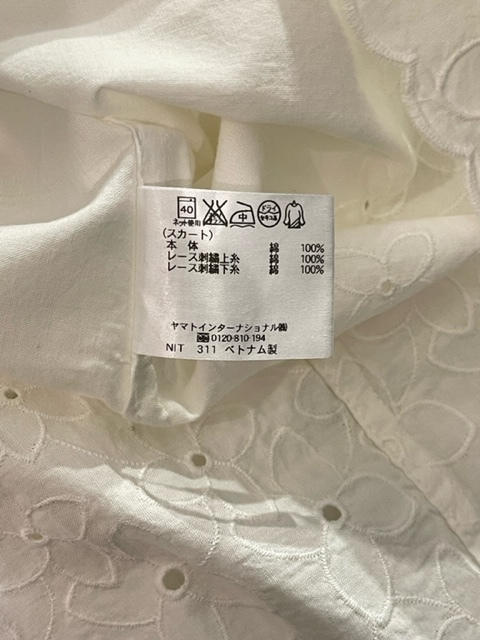 40
中
ドライ
セキユ系
ネット使用
(スカート)
本 体 綿 100%
レース刺繍上糸 綿 100%
レース刺繍下糸 綿 100%
ヤマトインターナショナル㈱
0120-810-194
NIT 311 ベトナム製